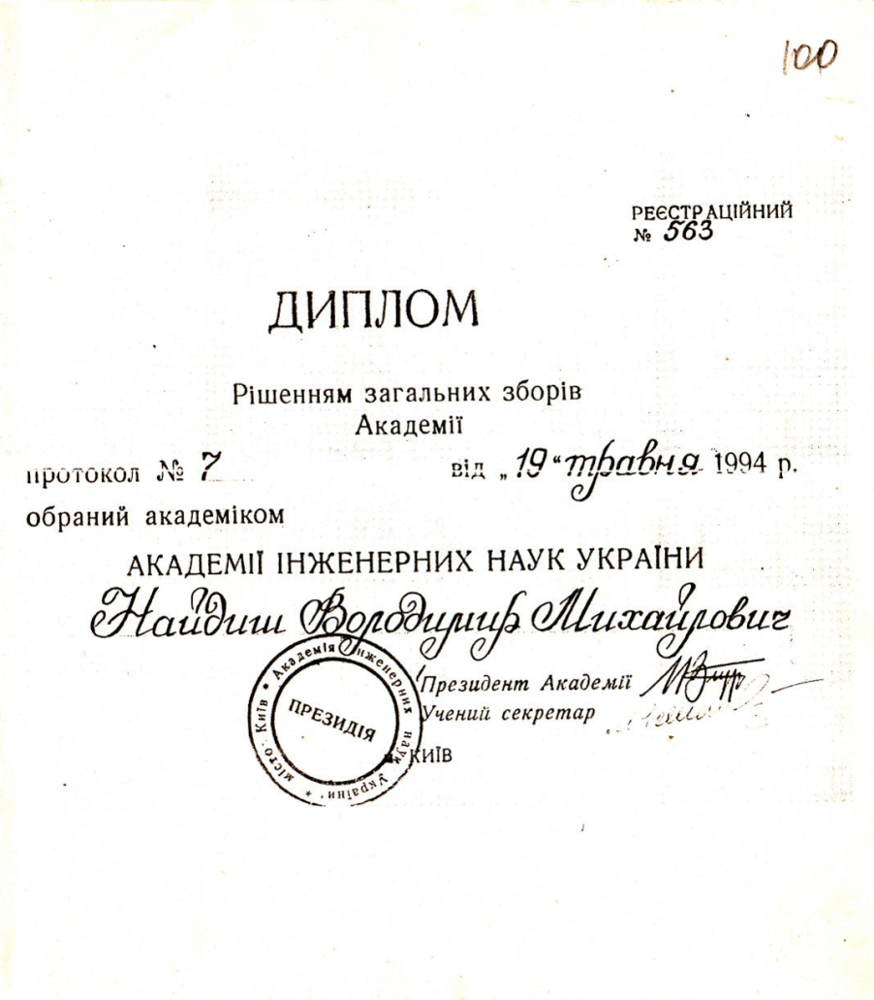 100
РЕЄСТРАЦІЙНИЙ
№ 563
ДИПЛОМ
Рішенням загальних зборів
Академії
протокол № 7 від „ 19 “ травня 1994 р.
обраний академіком
АКАДЕМІЇ ІНЖЕНЕРНИХ НАУК УКРАЇНИ
Найдиш Володимир Михайлович
Президент Академії
Учений секретар
м. КИЇВ
* Академія Інженерних наук України * місто Київ
ПРЕЗИДІЯ